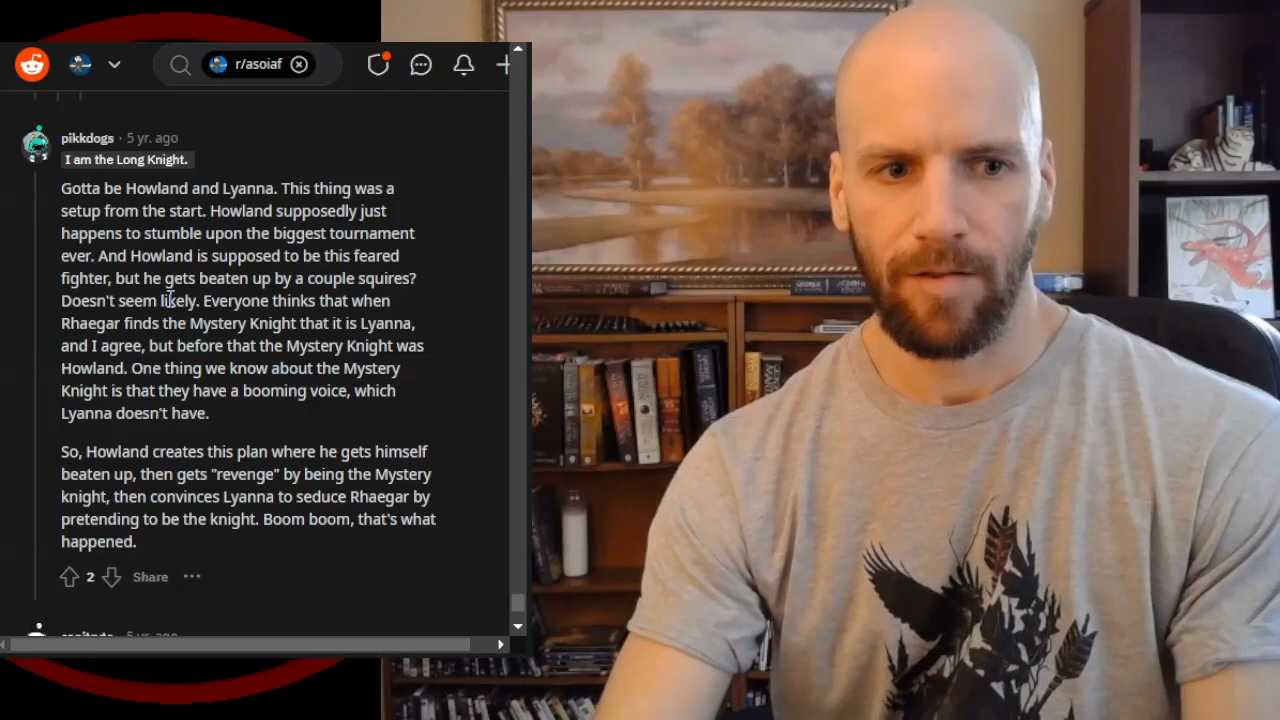 r/asoiaf
pikkdogs · 5 yr. ago
I am the Long Knight.
Gotta be Howland and Lyanna. This thing was a
setup from the start. Howland supposedly just
happens to stumble upon the biggest tournament
ever. And Howland is supposed to be this feared
fighter, but he gets beaten up by a couple squires?
Doesn't seem likely. Everyone thinks that when
Rhaegar finds the Mystery Knight that it is Lyanna,
and I agree, but before that the Mystery Knight was
Howland. One thing we know about the Mystery
Knight is that they have a booming voice, which
Lyanna doesn't have.
So, Howland creates this plan where he gets himself
beaten up, then gets "revenge" by being the Mystery
knight, then convinces Lyanna to seduce Rhaegar by
pretending to be the knight. Boom boom, that's what
happened.
2 Share